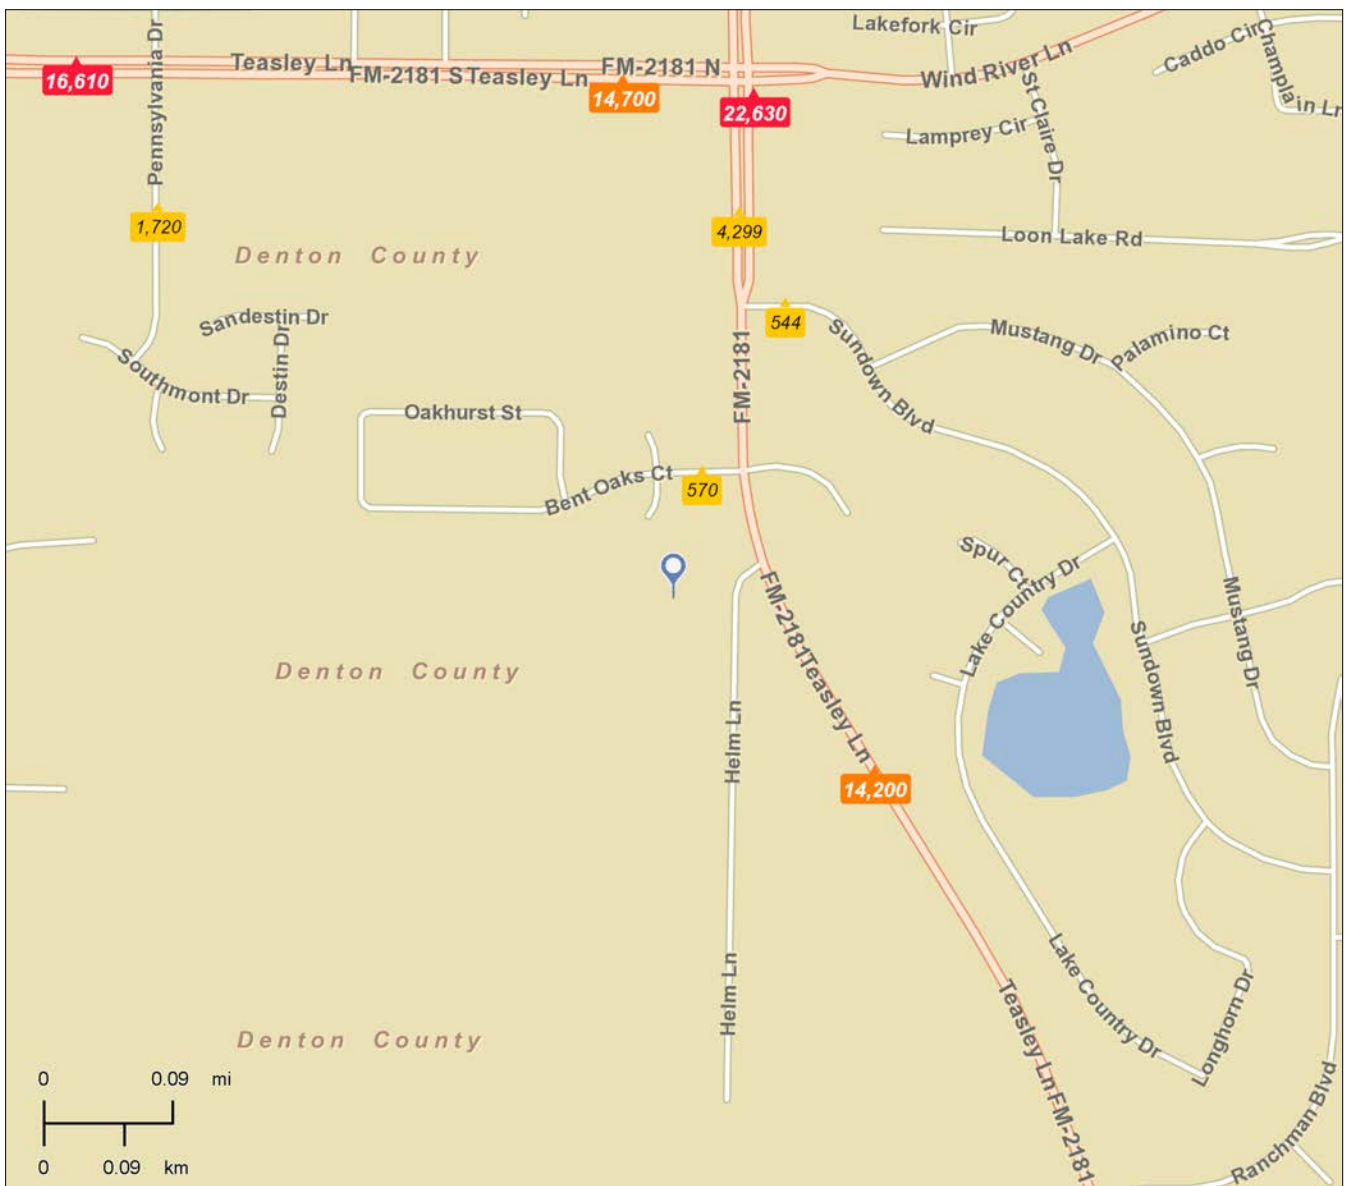 Lakefork Cir
Caddo Cir
Champlain Ln
Pennsylvania Dr
Teasley Ln
FM-2181 S
Teasley Ln
FM-2181 N
Wind River Ln
16,610
14,700
22,630
St Claire Dr
Lamprey Cir
1,720
4,299
Loon Lake Rd
Denton County
Sandestin Dr
544
Mustang Dr
Palamino Ct
Southmont Dr
Destin Dr
FM-2181
Sundown Blvd
Oakhurst St
Bent Oaks Ct
570
Spur Ct
Lake Country Dr
FM-2181
Teasley Ln
Mustang Dr
Sundown Blvd
Denton County
Helm Ln
14,200
Helm Ln
Lake Country Dr
Longhorn Dr
Teasley Ln
FM-2181
Denton County
Ranchman Blvd
0 0.09 mi
0 0.09 km